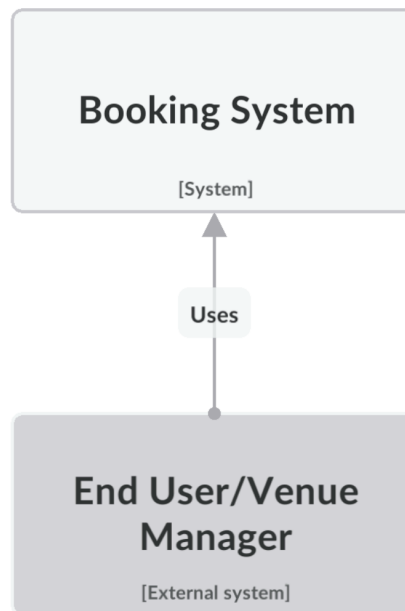 Booking System
[System]
Uses
End User/Venue
Manager
[External system]